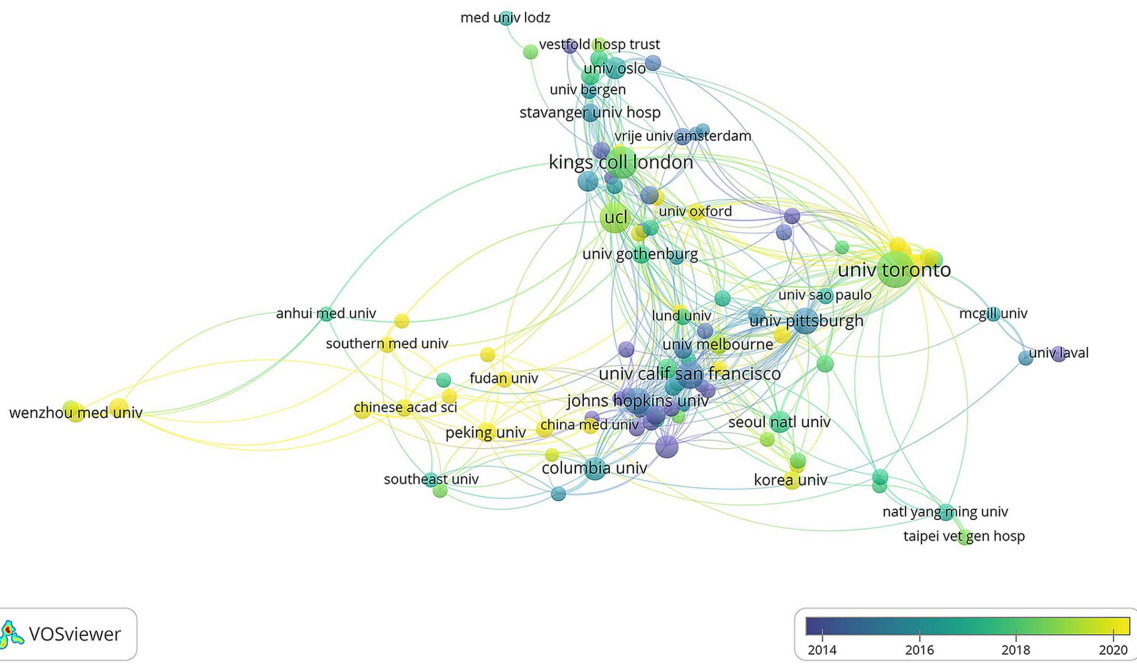 med univ lodz
vestfold hosp trust
univ oslo
univ bergen
stavanger univ hosp
vrije univ amsterdam
kings coll london
univ oxford
ucl
univ gothenburg
univ toronto
univ sao paulo
anhui med univ
lund univ
univ pittsburgh
mcgill univ
southern med univ
univ melbourne
univ laval
fudan univ
univ calif san francisco
wenzhou med univ
chinese acad sci
johns hopkins univ
peking univ
china med univ
seoul natl univ
columbia univ
southeast univ
korea univ
natl yang ming univ
taipei vet gen hosp
VOSviewer
2014 2016 2018 2020